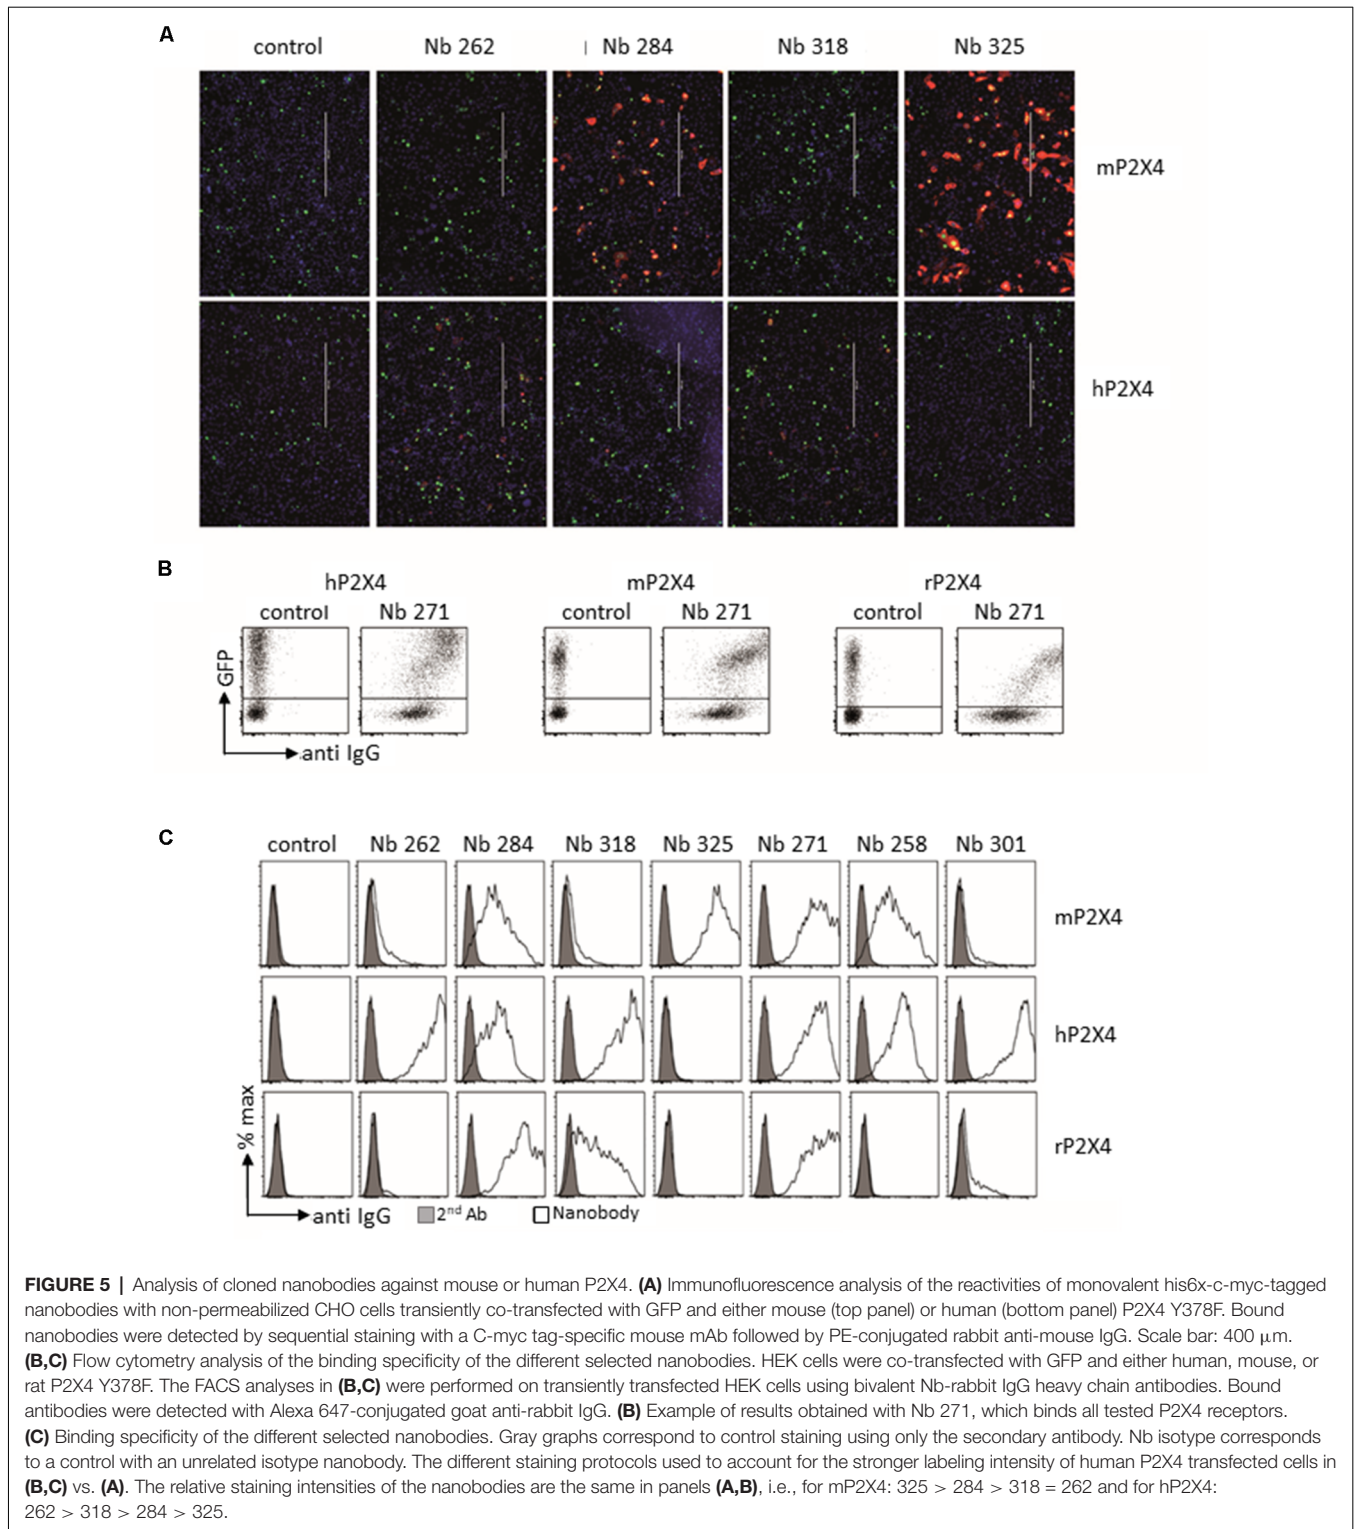 A
control Nb 262 Nb 284 Nb 318 Nb 325
mP2X4
hP2X4
B
hP2X4 mP2X4 rP2X4
control Nb 271 control Nb 271 control Nb 271
GFP
anti IgG
C
control Nb 262 Nb 284 Nb 318 Nb 325 Nb 271 Nb 258 Nb 301
mP2X4
hP2X4
rP2X4
% max
anti IgG 2nd Ab Nanobody
FIGURE 5 | Analysis of cloned nanobodies against mouse or human P2X4. (A) Immunofluorescence analysis of the reactivities of monovalent his6x-c-myc-tagged
nanobodies with non-permeabilized CHO cells transiently co-transfected with GFP and either mouse (top panel) or human (bottom panel) P2X4 Y378F. Bound
nanobodies were detected by sequential staining with a C-myc tag-specific mouse mAb followed by PE-conjugated rabbit anti-mouse IgG. Scale bar: 400 μm.
(B,C) Flow cytometry analysis of the binding specificity of the different selected nanobodies. HEK cells were co-transfected with GFP and either human, mouse, or
rat P2X4 Y378F. The FACS analyses in (B,C) were performed on transiently transfected HEK cells using bivalent Nb-rabbit IgG heavy chain antibodies. Bound
antibodies were detected with Alexa 647-conjugated goat anti-rabbit IgG. (B) Example of results obtained with Nb 271, which binds all tested P2X4 receptors.
(C) Binding specificity of the different selected nanobodies. Gray graphs correspond to control staining using only the secondary antibody. Nb isotype corresponds
to a control with an unrelated isotype nanobody. The different staining protocols used to account for the stronger labeling intensity of human P2X4 transfected cells in
(B,C) vs. (A). The relative staining intensities of the nanobodies are the same in panels (A,B), i.e., for mP2X4: 325 > 284 > 318 = 262 and for hP2X4:
262 > 318 > 284 > 325.